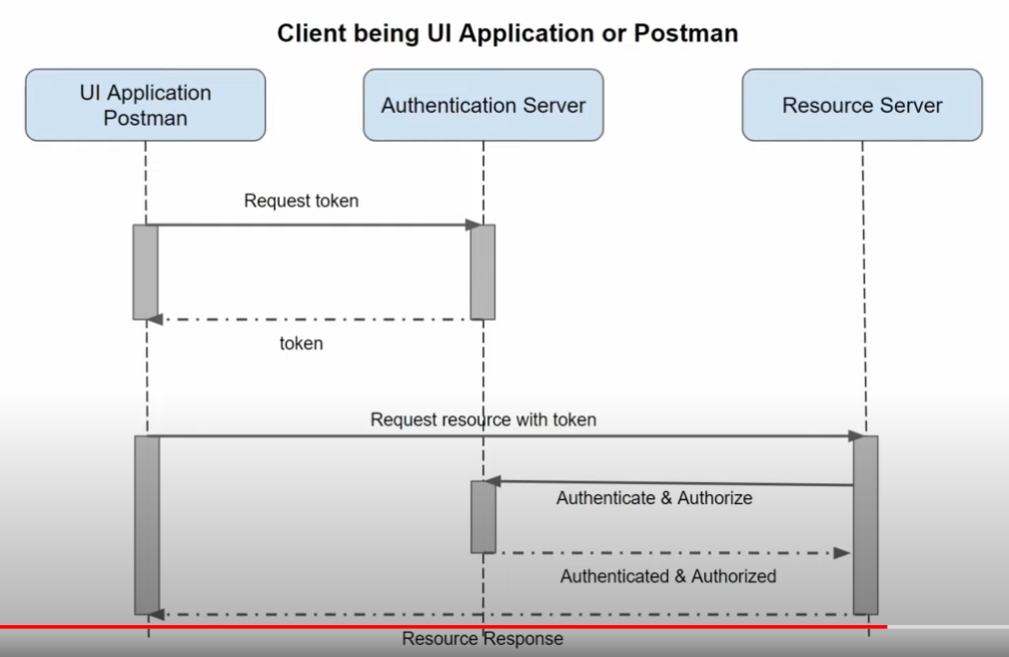 Client being UI Application or Postman
UI Application
Postman
Authentication Server
Resource Server
Request token
token
Request resource with token
Authenticate & Authorize
Authenticated & Authorized
Resource Response